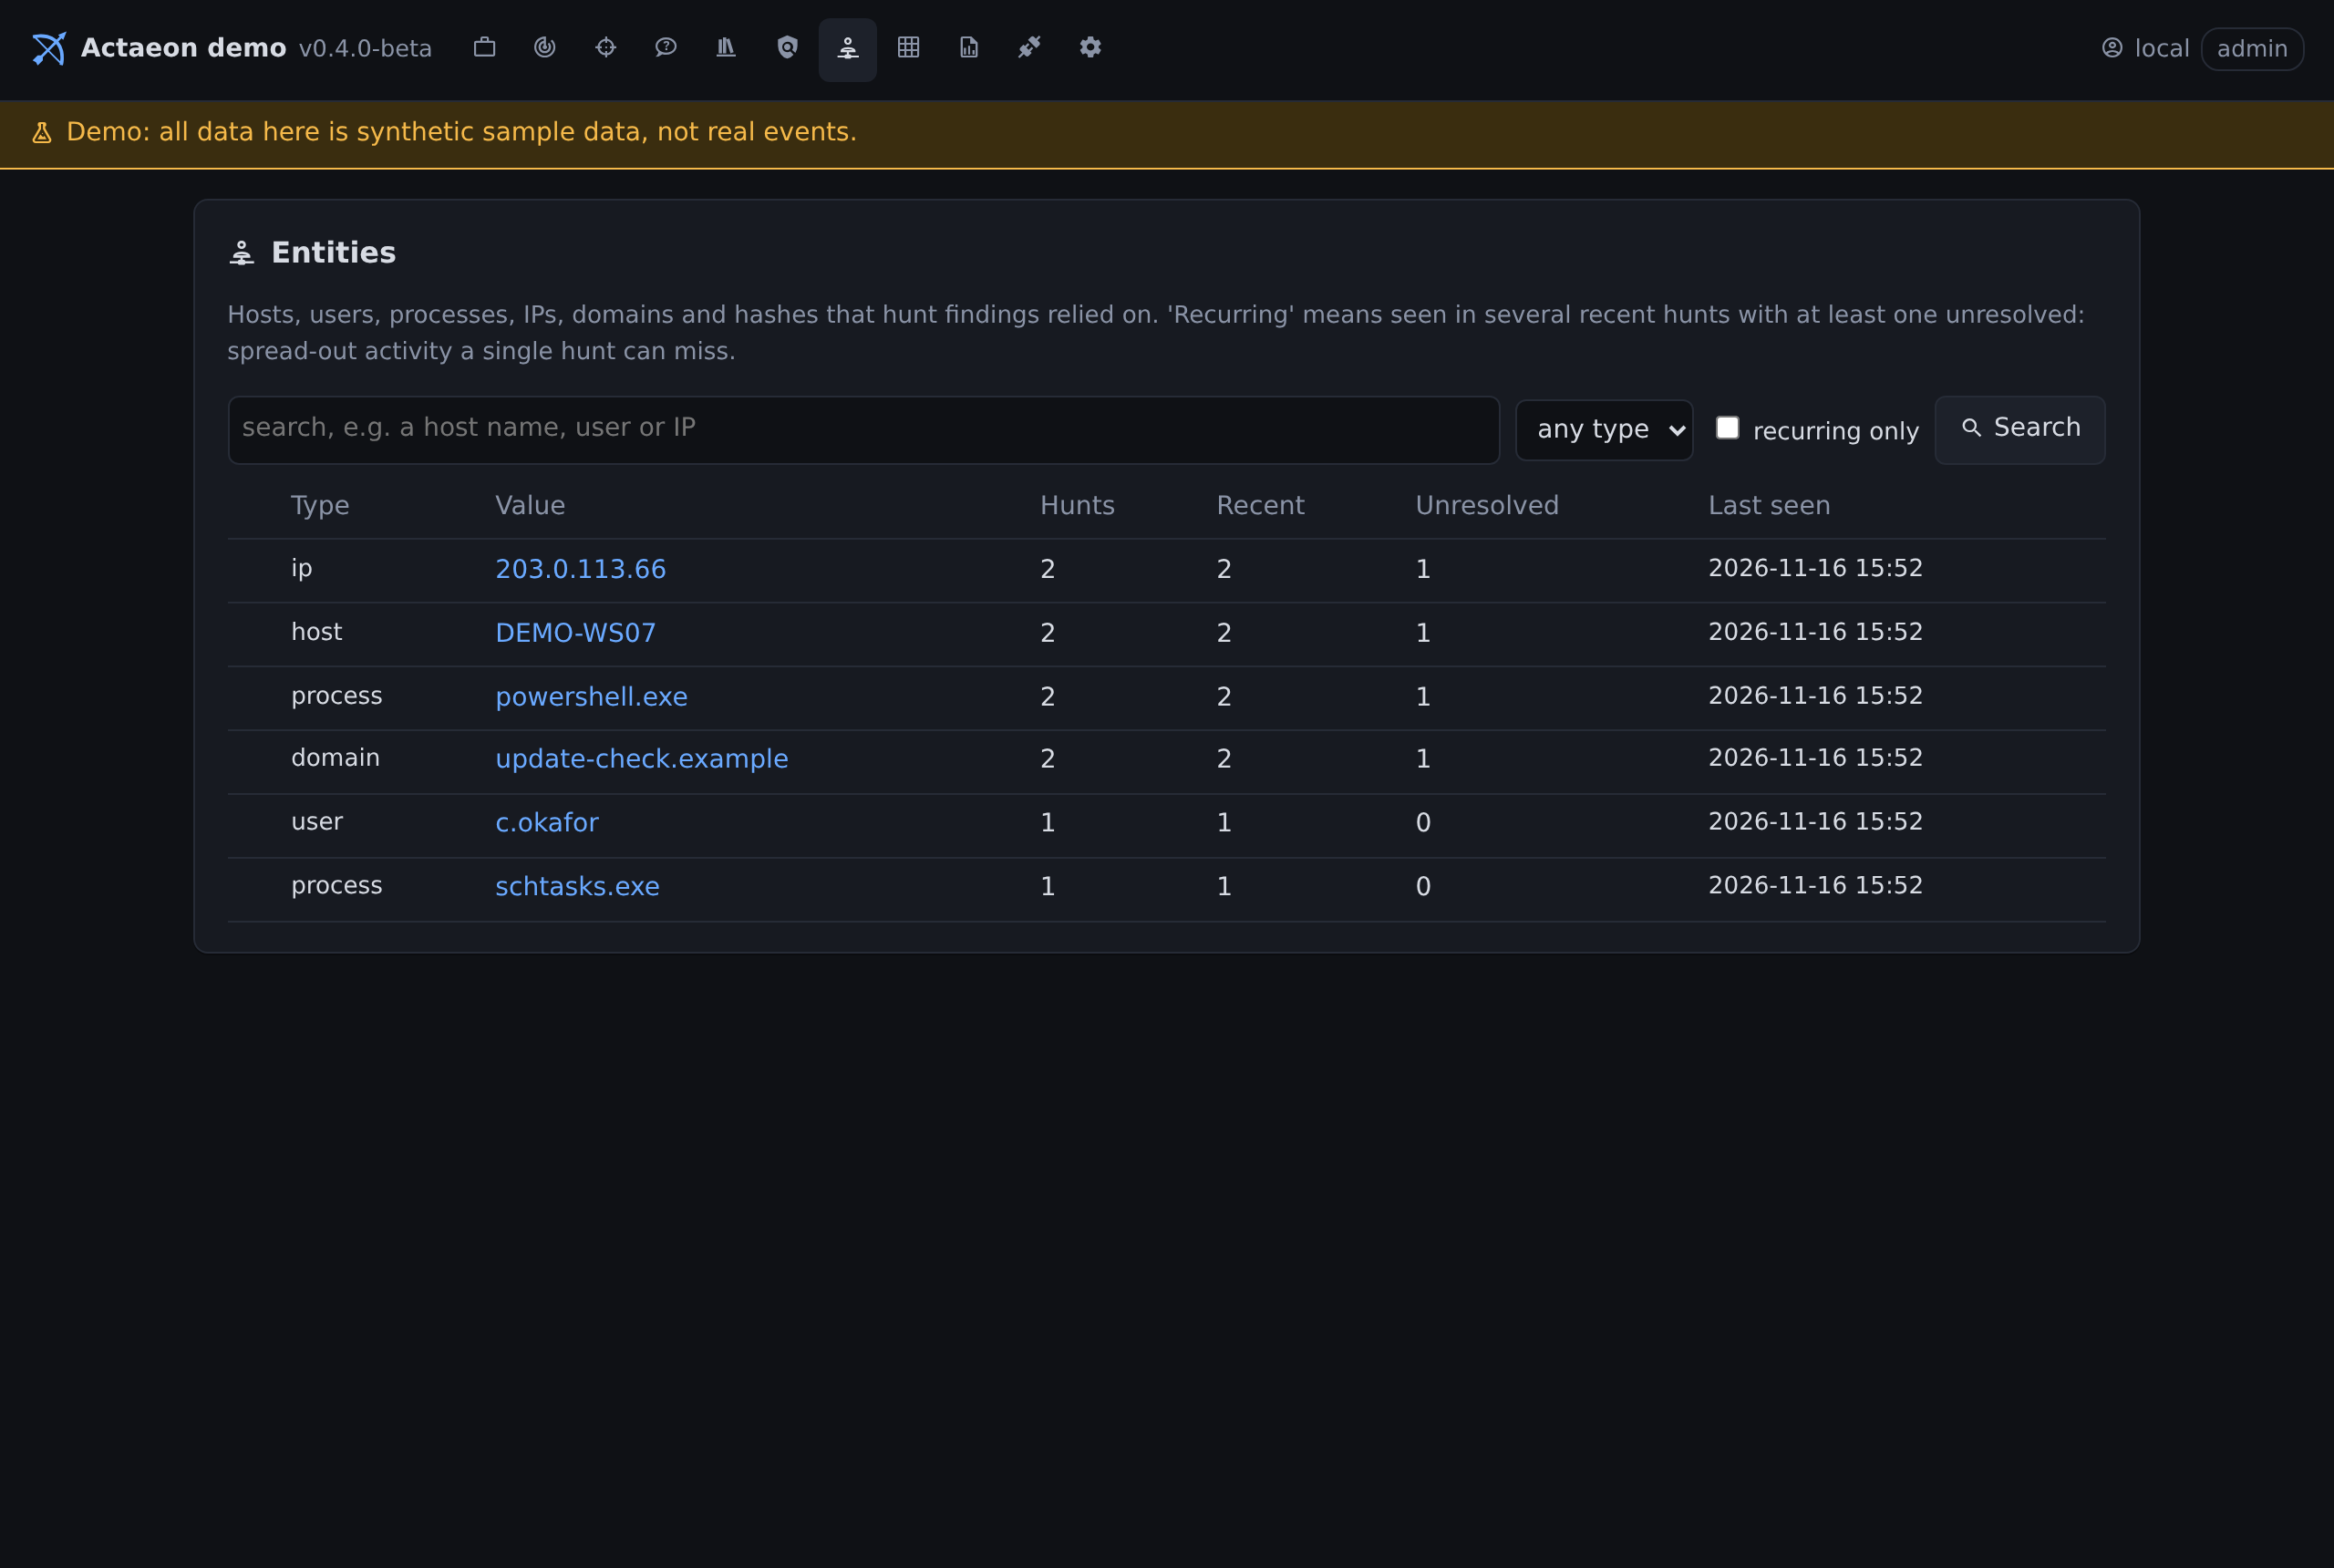 Actaeon demo v0.4.0-beta local admin
Demo: all data here is synthetic sample data, not real events.
Entities
Hosts, users, processes, IPs, domains and hashes that hunt findings relied on. 'Recurring' means seen in several recent hunts with at least one unresolved:
spread-out activity a single hunt can miss.
search, e.g. a host name, user or IP any type recurring only Search
Type Value Hunts Recent Unresolved Last seen
ip 203.0.113.66 2 2 1 2026-11-16 15:52
host DEMO-WS07 2 2 1 2026-11-16 15:52
process powershell.exe 2 2 1 2026-11-16 15:52
domain update-check.example 2 2 1 2026-11-16 15:52
user c.okafor 1 1 0 2026-11-16 15:52
process schtasks.exe 1 1 0 2026-11-16 15:52